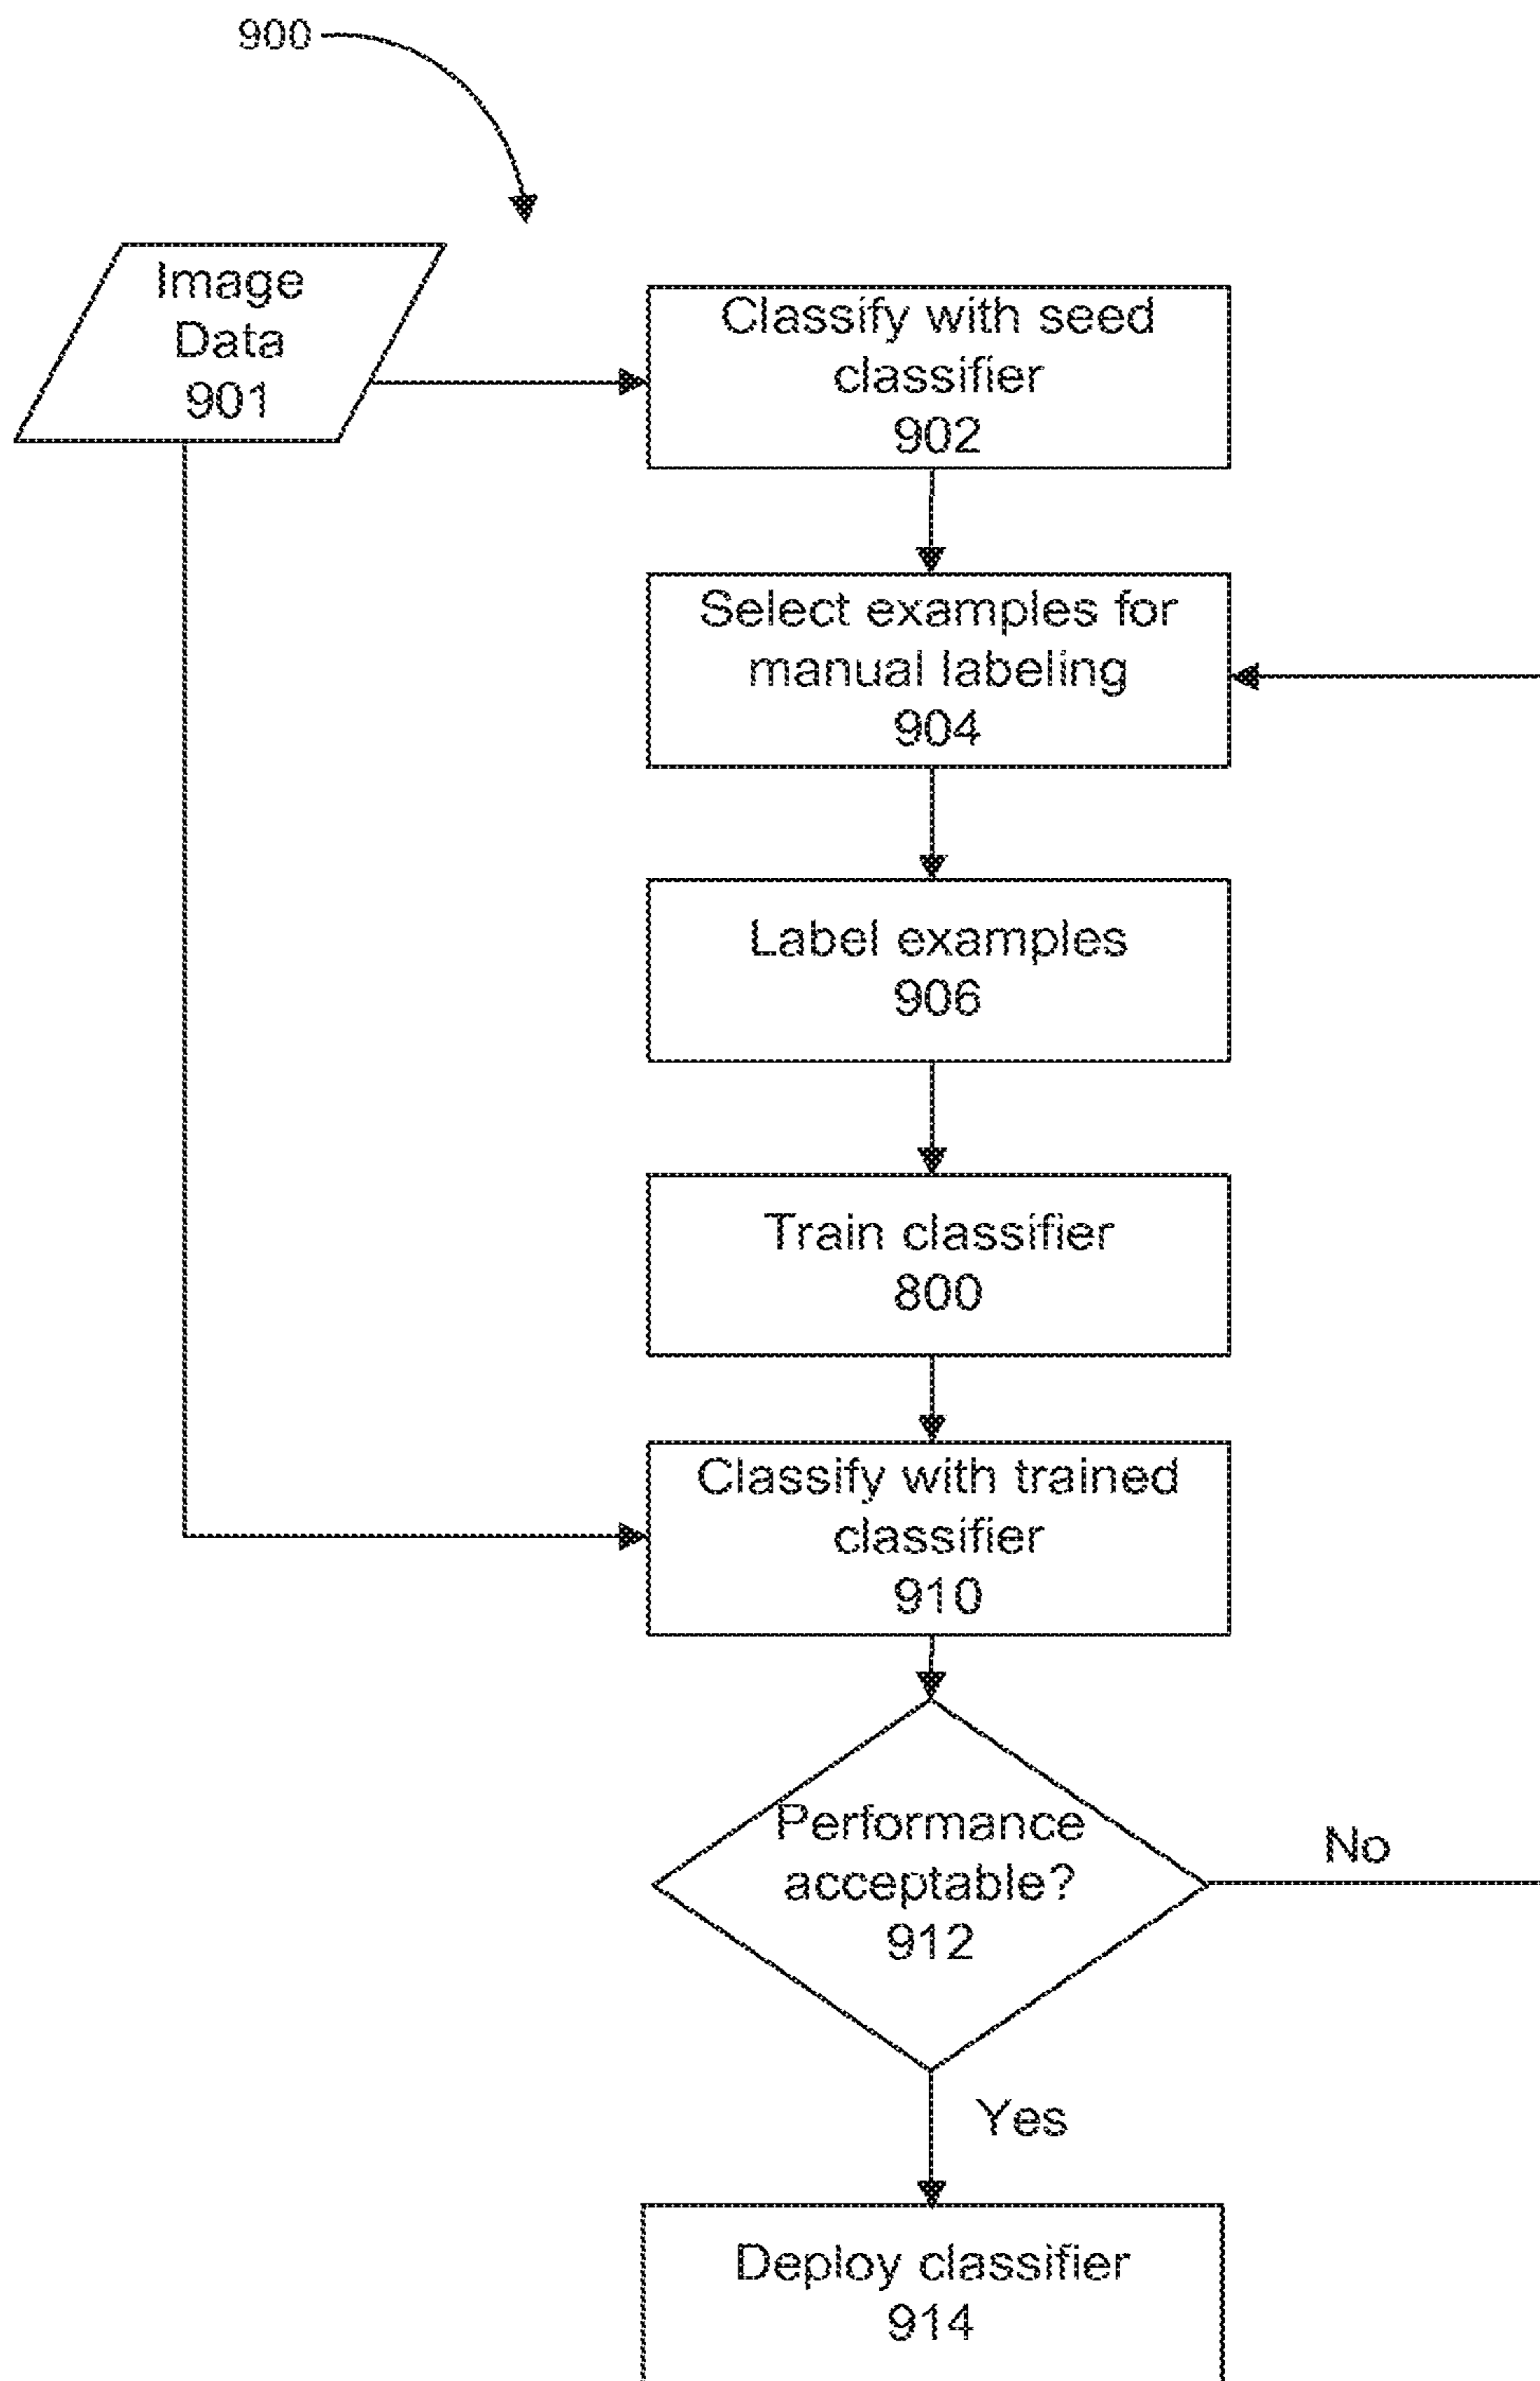 900
Image
Data
901
Classify with seed
classifier
902
Select examples for
manual labeling
904
Label examples
906
Train classifier
800
Classify with trained
classifier
910
Performance
acceptable?
912
No
Yes
Deploy classifier
914